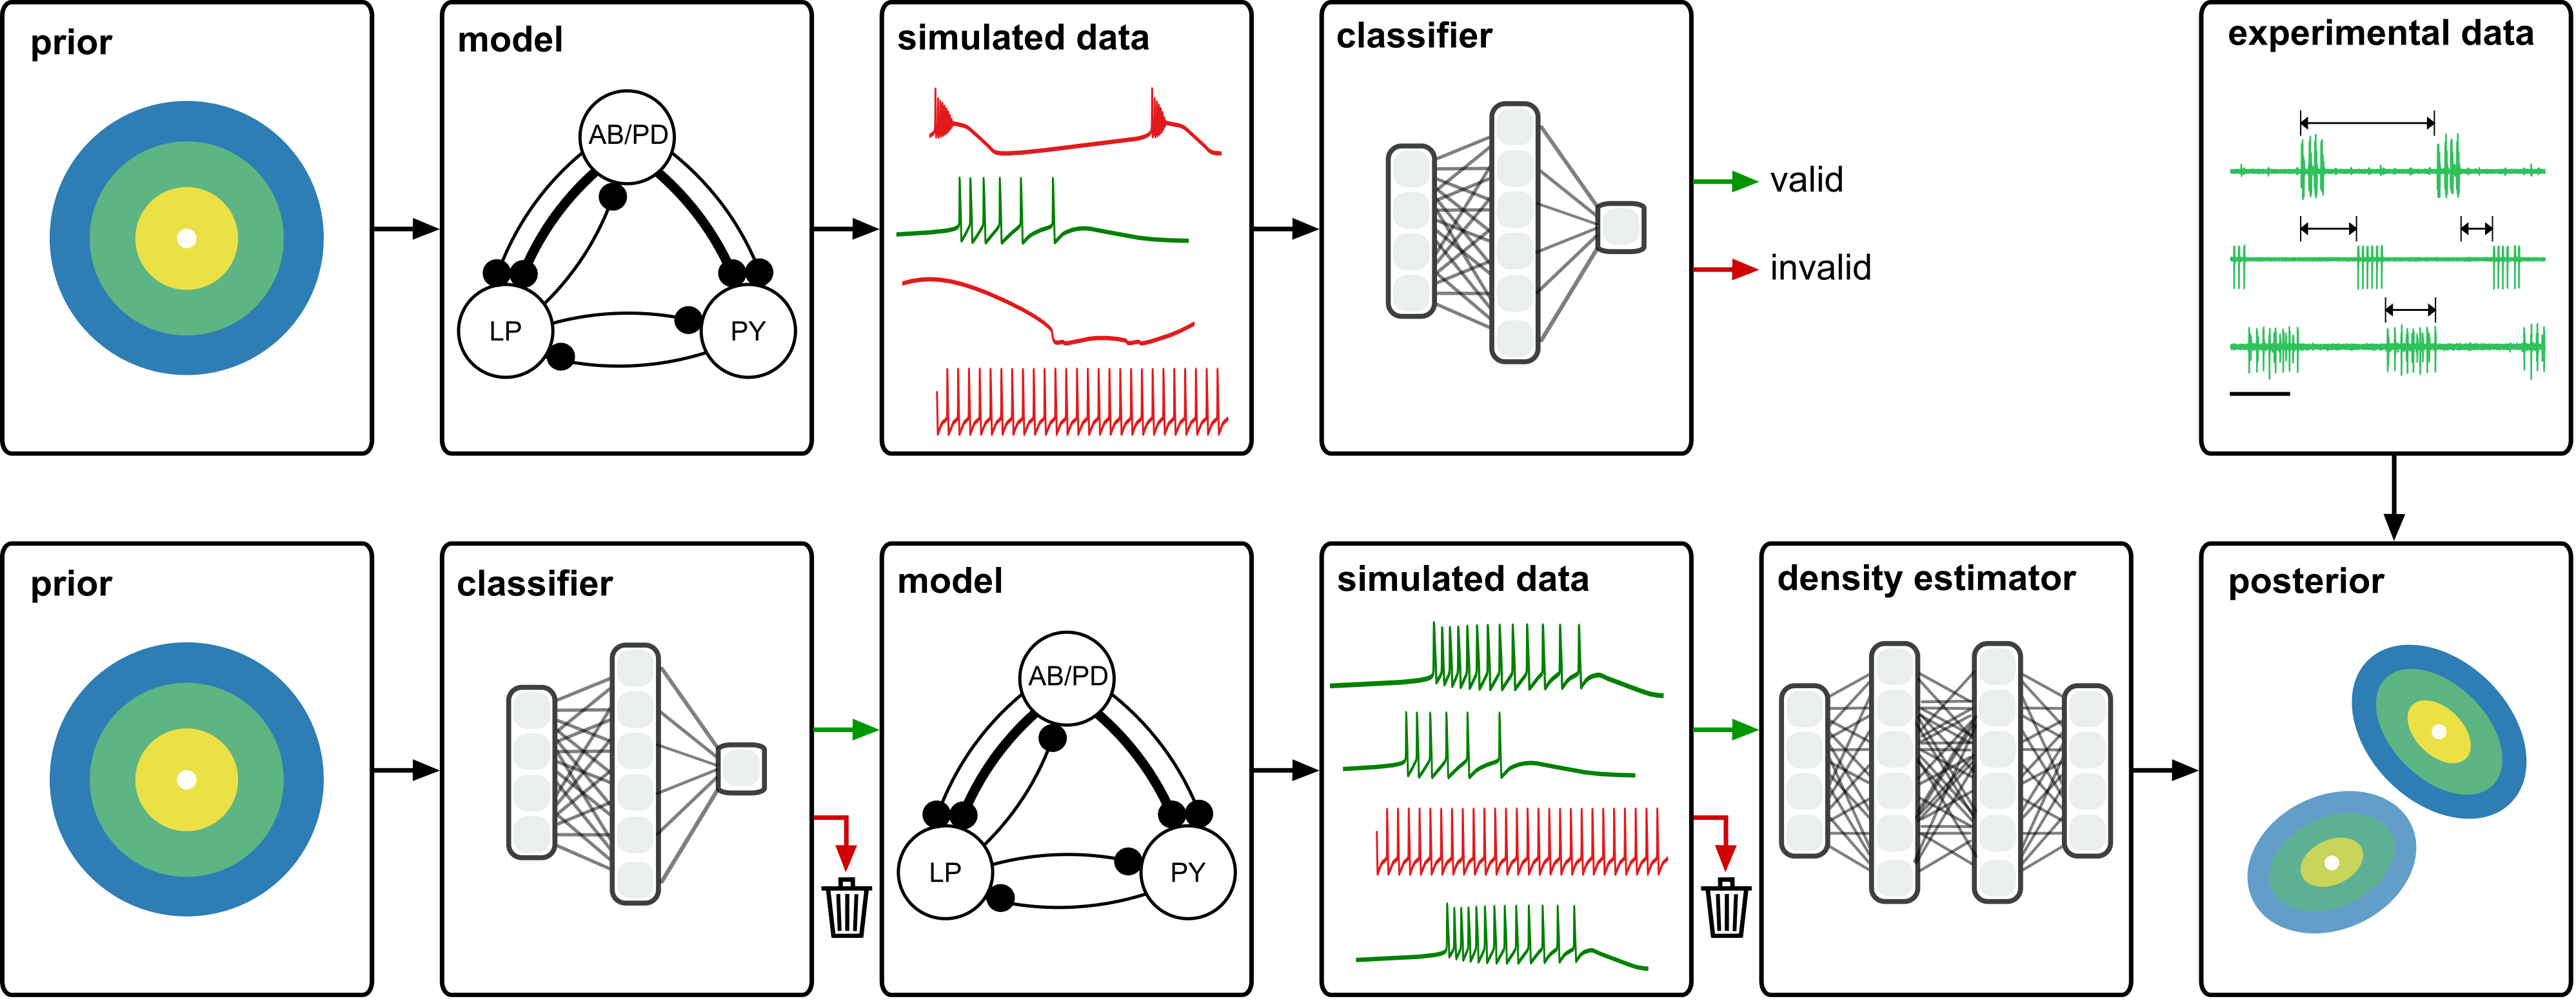 prior
model
AB/PD
LP
PY
simulated data
classifier
valid
invalid
experimental data
prior
classifier
model
AB/PD
LP
PY
simulated data
density estimator
posterior